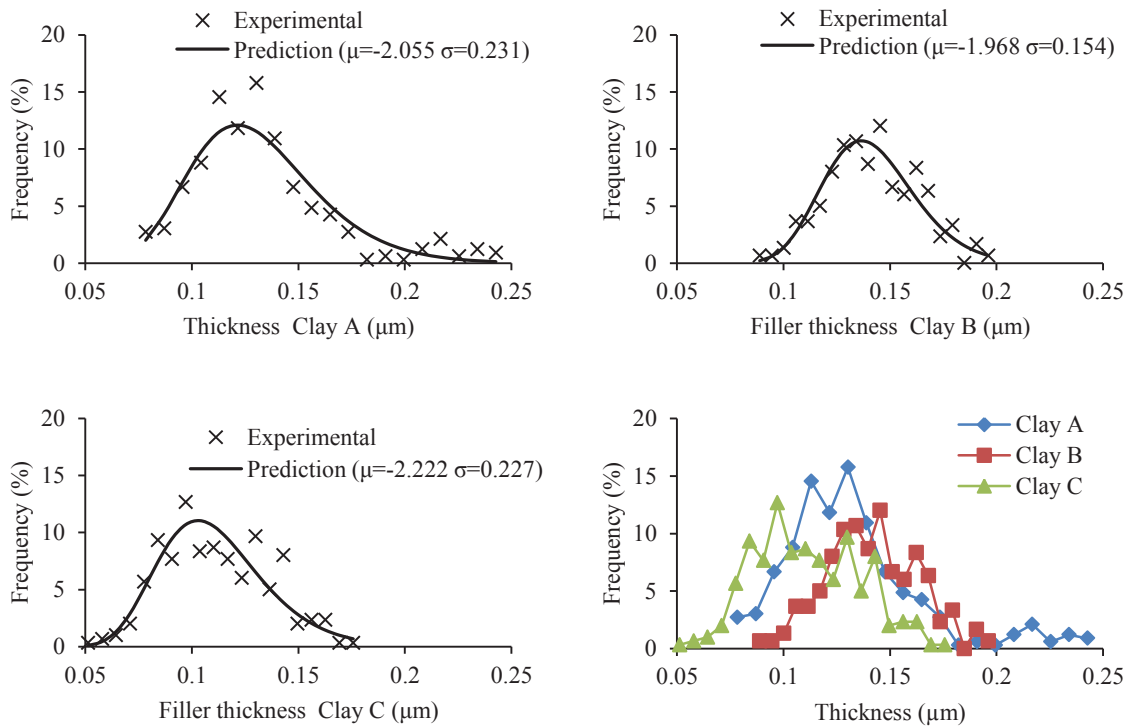 Experimental
Prediction (μ=-2.055 σ=0.231)
20
15
10
5
0
0.05 0.1 0.15 0.2 0.25
Frequency (%)
Thickness  Clay A (μm)
Experimental
Prediction (μ=-1.968 σ=0.154)
20
15
10
5
0
0.05 0.1 0.15 0.2 0.25
Frequency (%)
Filler thickness  Clay B (μm)
Experimental
Prediction (μ=-2.222 σ=0.227)
20
15
10
5
0
0.05 0.1 0.15 0.2 0.25
Frequency (%)
Filler thickness  Clay C (μm)
Clay A
Clay B
Clay C
20
15
10
5
0
0.05 0.1 0.15 0.2 0.25
Frequency (%)
Thickness (μm)